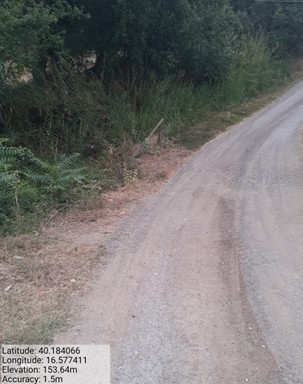 Latitude: 40.184066
Longitude: 16.577411
Elevation: 153.64m
Accuracy: 1.5m